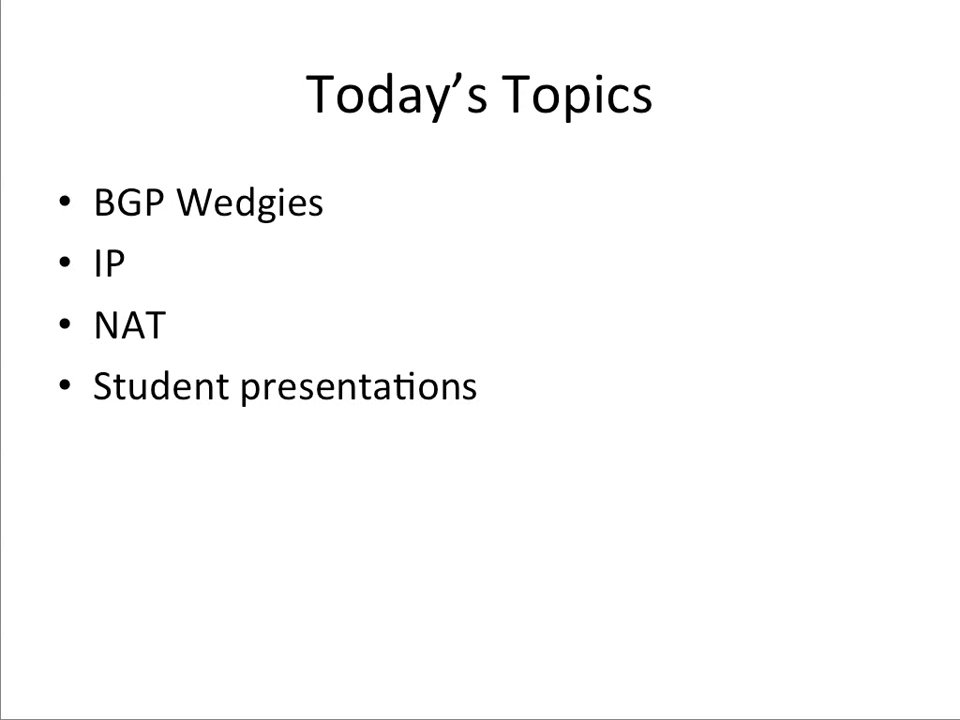 Today’s Topics
• BGP Wedgies
• IP
• NAT
• Student presentations